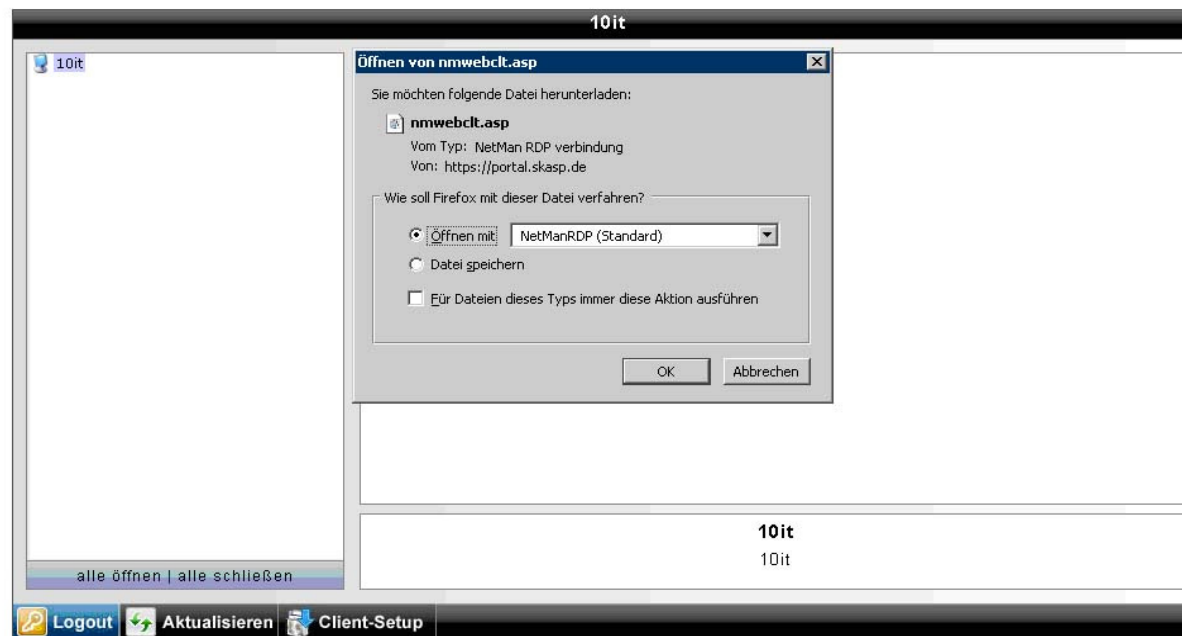 10it
10it
Öffnen von nmwebclt.asp
Sie möchten folgende Datei herunterladen:
nmwebclt.asp
Vom Typ: NetMan RDP verbindung
Von: https://portal.skasp.de
Wie soll Firefox mit dieser Datei verfahren?
Öffnen mit NetManRDP (Standard)
Datei speichern
Für Dateien dieses Typs immer diese Aktion ausführen
OK Abbrechen
10it
10it
alle öffnen | alle schließen
Logout Aktualisieren Client-Setup